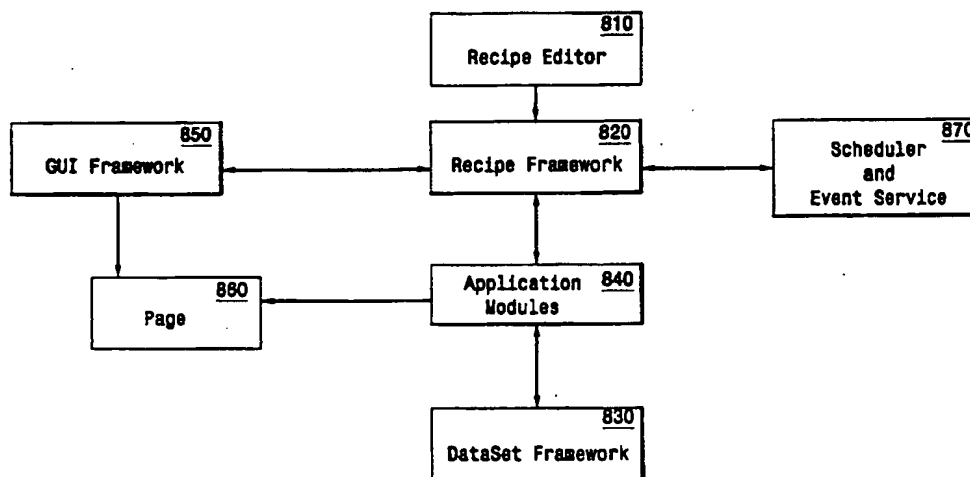 810
Recipe Editor
850
GUI Framework
820
Recipe Framework
870
Scheduler
and
Event Service
860
Page
Application 840
Modules
830
DataSet Framework